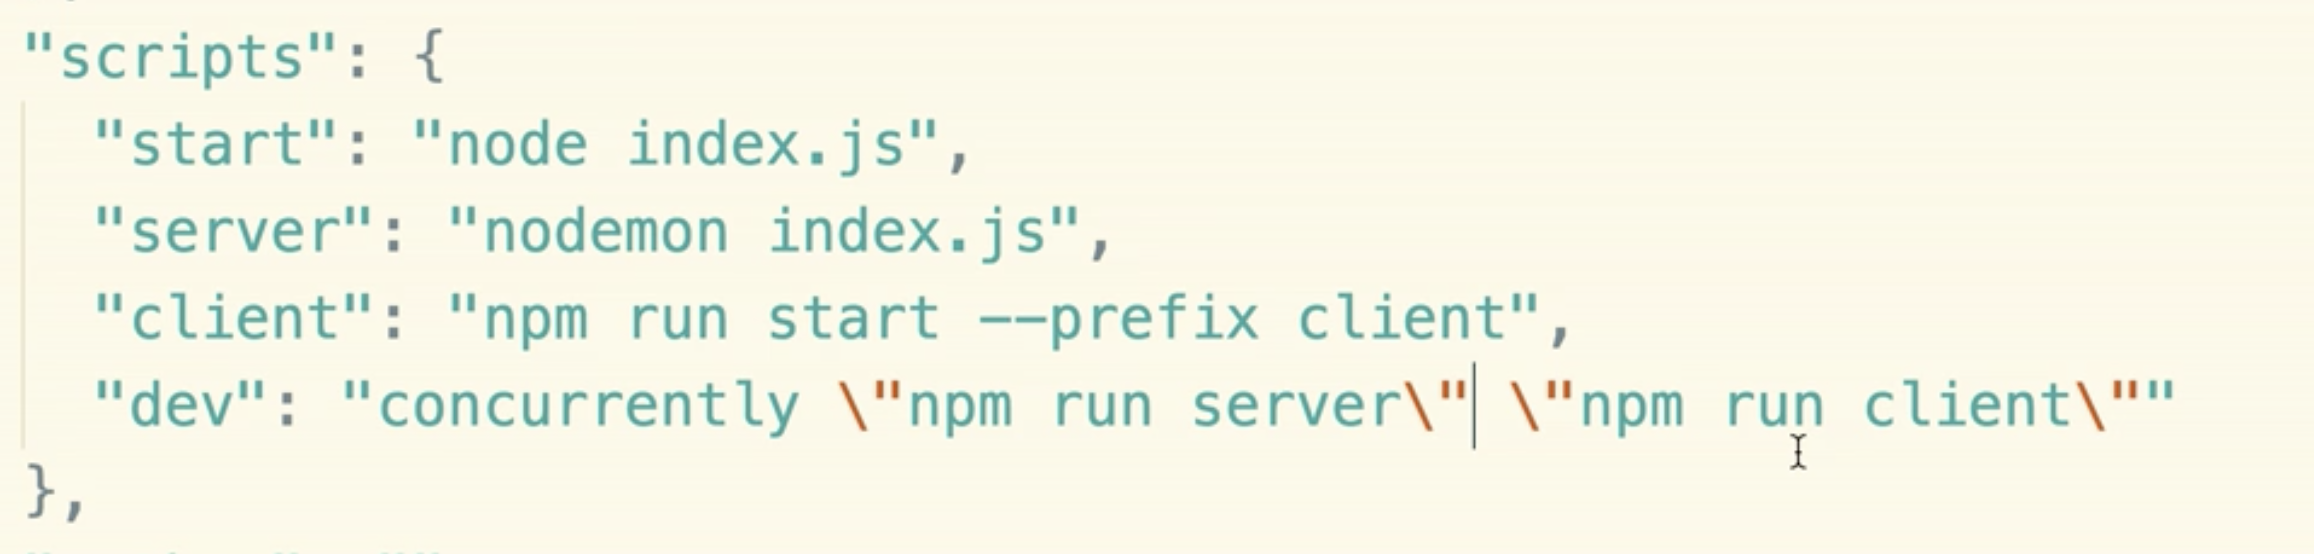 "scripts": {
"start": "node index.js",
"server": "nodemon index.js",
"client": "npm run start --prefix client",
"dev": "concurrently \"npm run server\" \"npm run client\""
},